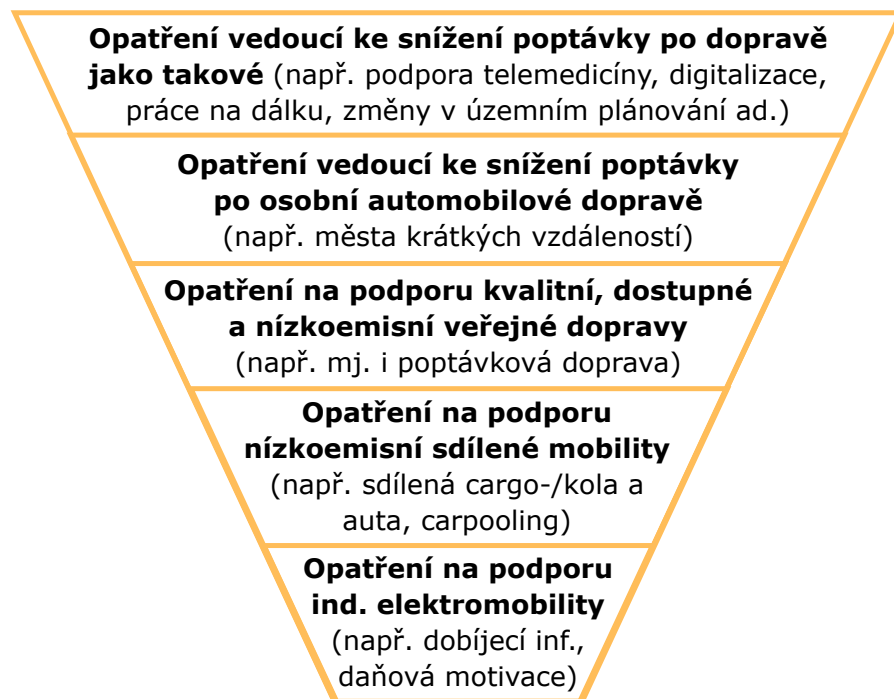 Opatření vedoucí ke snížení poptávky po dopravě
jako takové (např. podpora telemedicíny, digitalizace,
práce na dálku, změny v územním plánování ad.)
Opatření vedoucí ke snížení poptávky
po osobní automobilové dopravě
(např. města krátkých vzdáleností)
Opatření na podporu kvalitní, dostupné
a nízkoemisní veřejné dopravy
(např. mj. i poptávková doprava)
Opatření na podporu
nízkoemisní sdílené mobility
(např. sdílená cargo-/kola a
auta, carpooling)
Opatření na podporu
ind. elektromobility
(např. dobíjecí inf.,
daňová motivace)